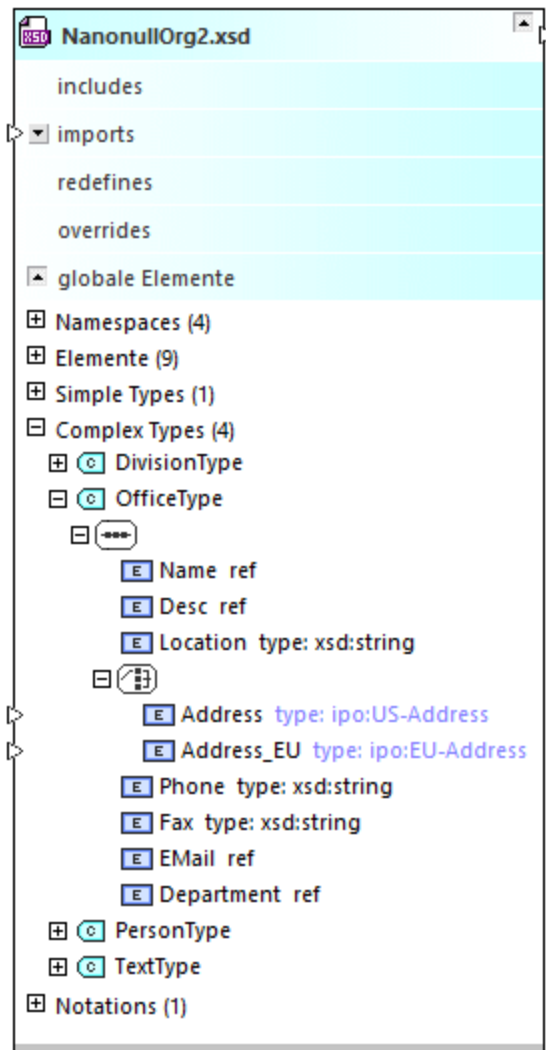 XSD NanonullOrg2.xsd
includes
imports
redefines
overrides
globale Elemente
Namespaces (4)
Elemente (9)
Simple Types (1)
Complex Types (4)
C DivisionType
C OfficeType
E Name ref
E Desc ref
E Location type: xsd:string
E Address type: ipo:US-Address
E Address_EU type: ipo:EU-Address
E Phone type: xsd:string
E Fax type: xsd:string
E EMail ref
E Department ref
C PersonType
C TextType
Notations (1)